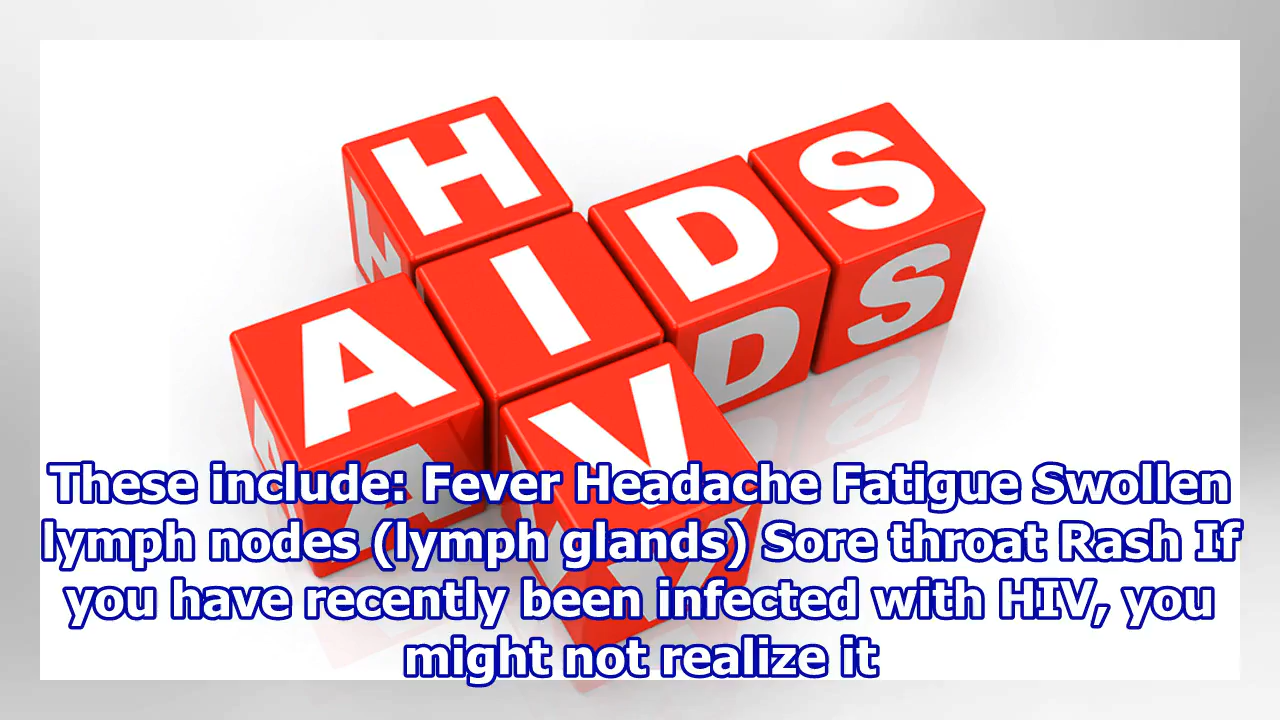 H
AIDS
V
These include: Fever Headache Fatigue Swollen
lymph nodes (lymph glands) Sore throat Rash If
you have recently been infected with HIV, you
might not realize it